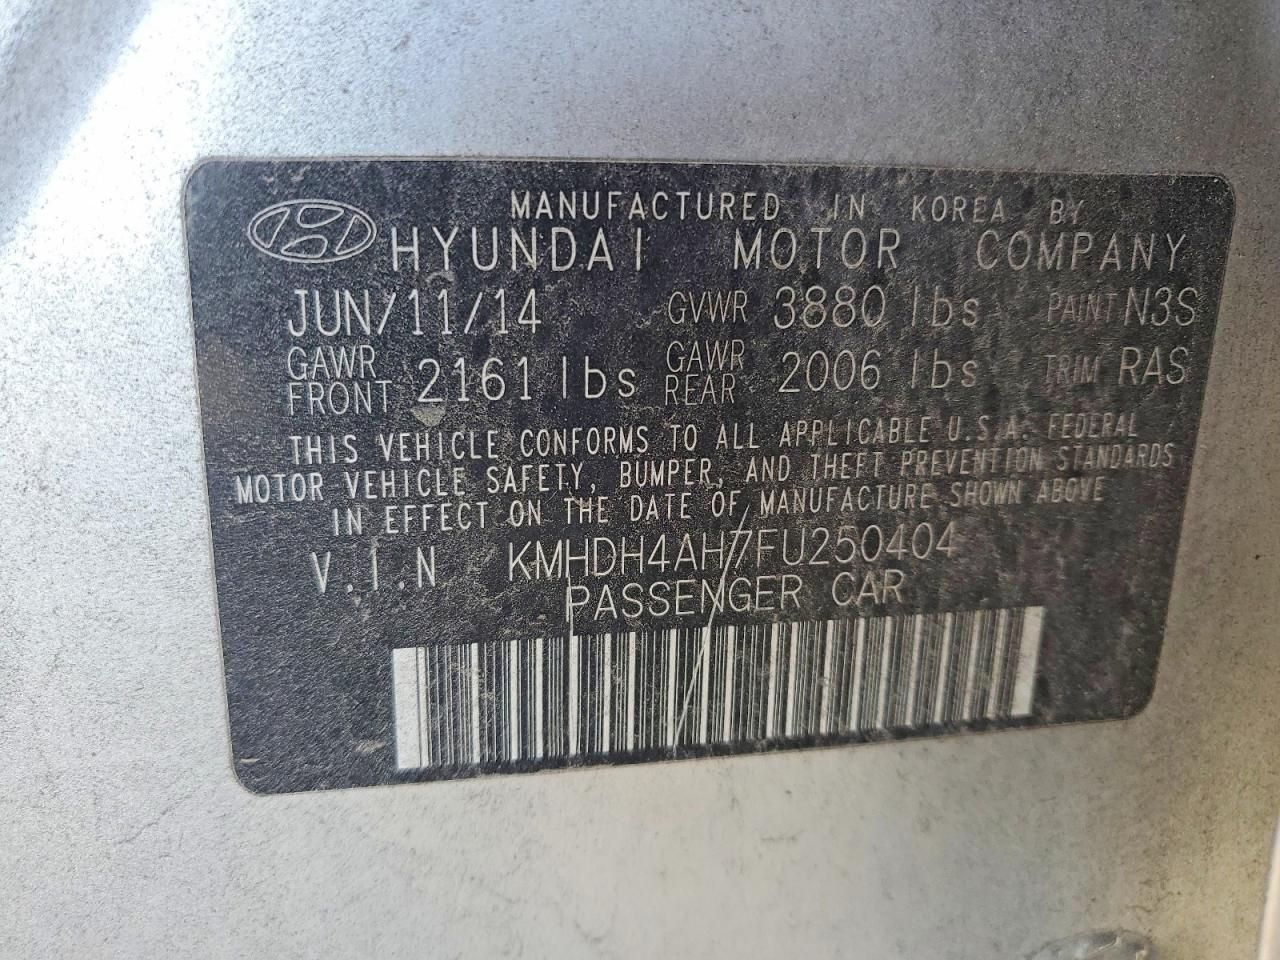 MANUFACTURED IN KOREA BY
HYUNDAI MOTOR COMPANY
JUN/11/14 GVWR 3880 lbs PAINT N3S
GAWR FRONT 2161 lbs GAWR REAR 2006 lbs TRIM RAS
THIS VEHICLE CONFORMS TO ALL APPLICABLE U.S.A. FEDERAL
MOTOR VEHICLE SAFETY, BUMPER, AND THEFT PREVENTION STANDARDS
IN EFFECT ON THE DATE OF MANUFACTURE SHOWN ABOVE
V.I.N KMHDH4AH7FU250404
PASSENGER CAR